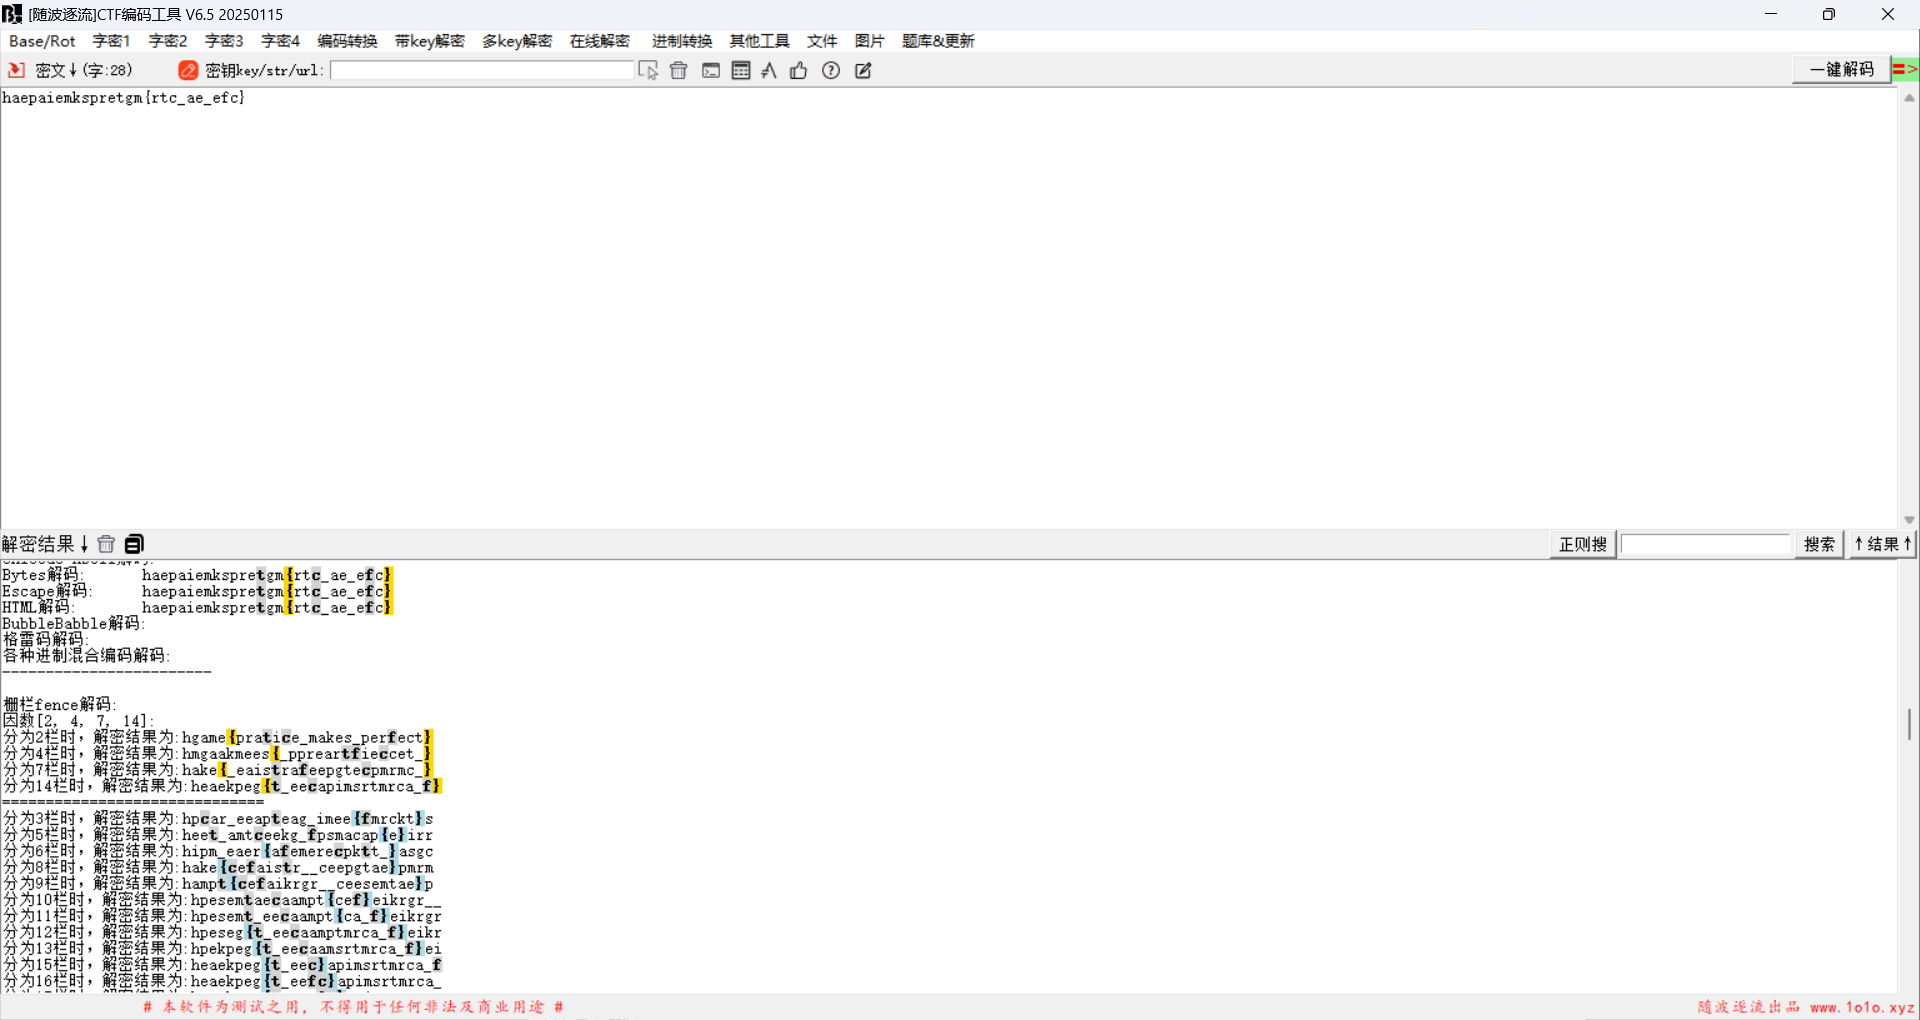 [随波逐流]CTF编码工具 V6.5 20250115
Base/Rot 字密1 字密2 字密3 字密4 编码转换 带key解密 多key解密 在线解密 进制转换 其他工具 文件 图片 题库&更新
密文↓(字:28) 密钥key/str/url: 一键解码 =>
haepaiemkspretgm{rtc_ae_efc}
解密结果↓ 正则搜 搜索 ↑结果↑
Bytes解码: haepaiemkspretgm{rtc_ae_efc}
Escape解码: haepaiemkspretgm{rtc_ae_efc}
HTML解码: haepaiemkspretgm{rtc_ae_efc}
BubbleBabble解码:
格雷码解码:
各种进制混合编码解码:
------------------------
栅栏fence解码:
因数[2, 4, 7, 14]:
分为2栏时，解密结果为:hgame{pratice_makes_perfect}
分为4栏时，解密结果为:hmgaakmees{_ppreartfieccet_}
分为7栏时，解密结果为:hake{_eaistrafeepgtecpmrmc_}
分为14栏时，解密结果为:heaekpeg{t_eecapimsrtmrca_f}
==============================
分为3栏时，解密结果为:hpcar_eeapteag_imee{fmrckt}s
分为5栏时，解密结果为:heet_amtceekg_fpsmacap{e}irr
分为6栏时，解密结果为:hipm_eaer{afemerecpktt_}asgc
分为8栏时，解密结果为:hake{cefaistr__ceepgtae}pmrm
分为9栏时，解密结果为:hampt{cefaikrgr__ceesemtae}p
分为10栏时，解密结果为:hpesemtaecaampt{cef}eikrgr__
分为11栏时，解密结果为:hpesemt_eecaampt{ca_f}eikrgr
分为12栏时，解密结果为:hpeseg{t_eecaamptmrca_f}eikr
分为13栏时，解密结果为:hpekpeg{t_eecaamsrtmrca_f}ei
分为15栏时，解密结果为:heaekpeg{t_eec}apimsrtmrca_f
分为16栏时，解密结果为:heaekpeg{t_eefc}apimsrtmrca_
# 本软件为测试之用, 不得用于任何非法及商业用途 # 随波逐流出品 www.1o1o.xyz